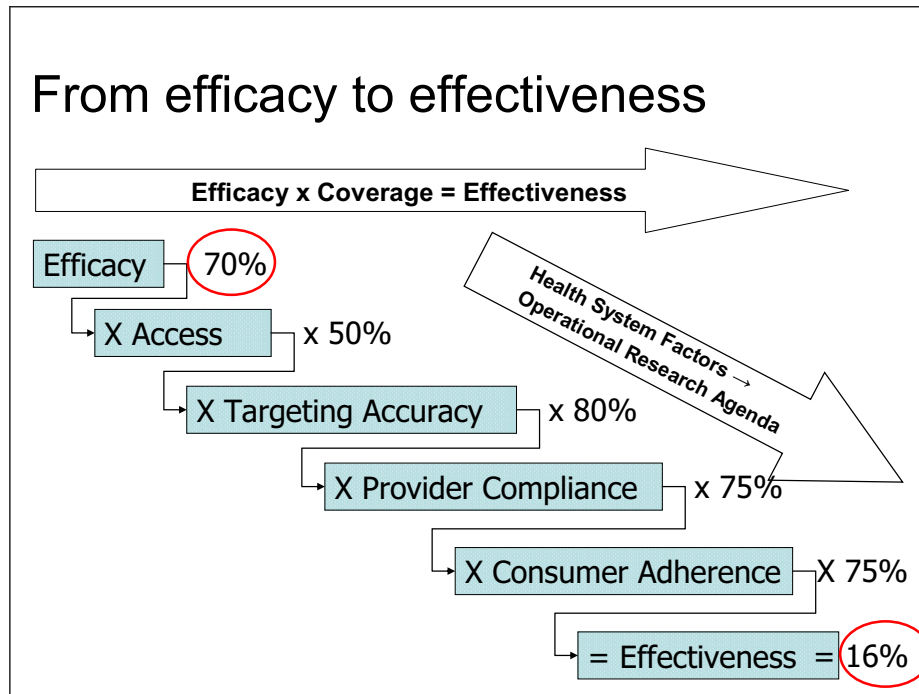 From efficacy to effectiveness
Efficacy x Coverage = Effectiveness
Efficacy 70%
Health System Factors →
Operational Research Agenda
X Access x 50%
X Targeting Accuracy x 80%
X Provider Compliance x 75%
X Consumer Adherence X 75%
= Effectiveness = 16%